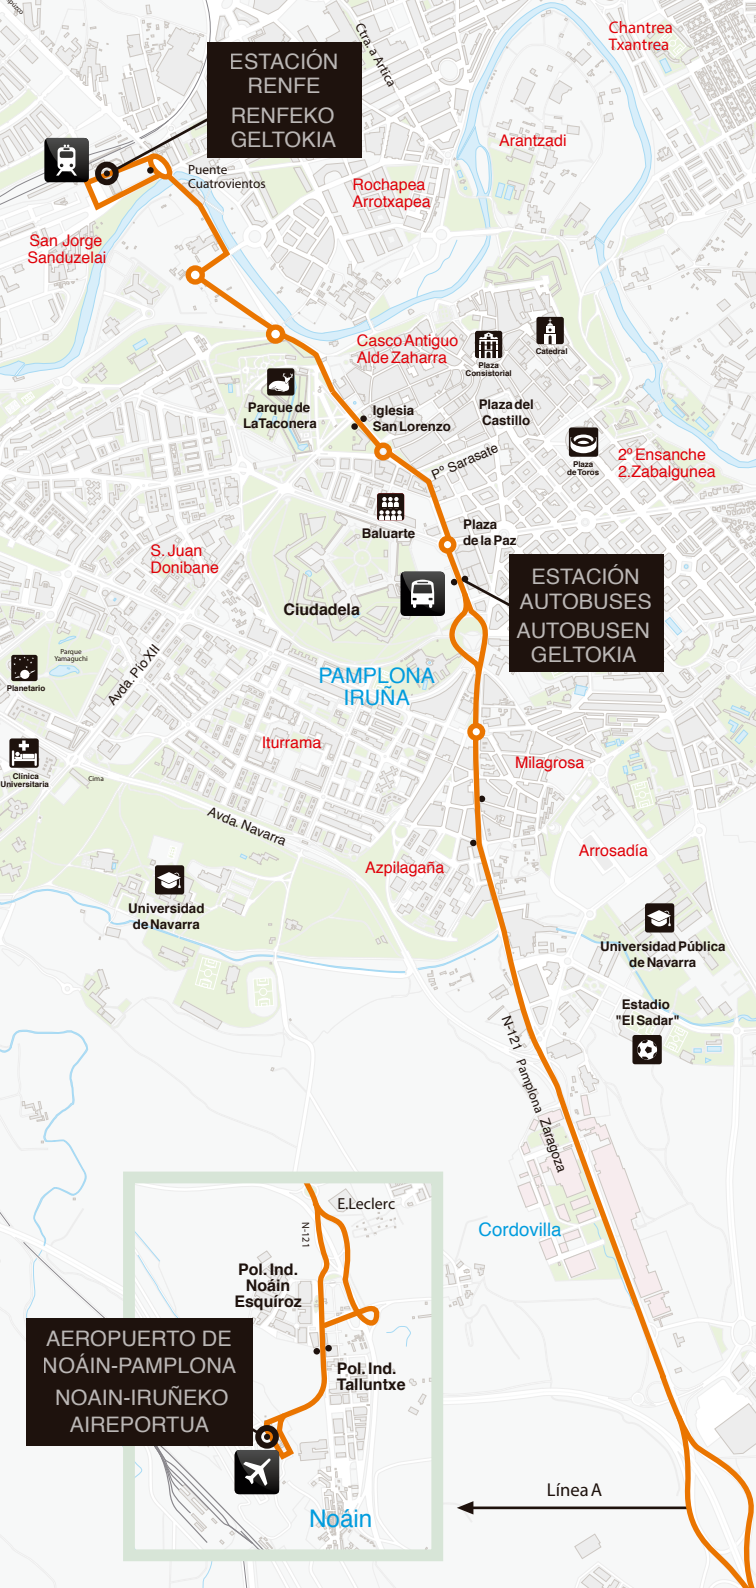 Chantrea
Txantrea
Ctra. a Artica
ESTACIÓN
RENFE
RENFEKO
GELTOKIA
Arantzadi
Puente
Cuatrovientos
Rochapea
Arrotxapea
San Jorge
Sanduzelai
Casco Antiguo
Alde Zaharra
Plaza
Consistorial
Catedral
Parque de
La Taconera
Iglesia
San Lorenzo
Plaza del
Castillo
Pº Sarasate
Plaza
de Toros
2º Ensanche
2.Zabalgunea
Baluarte
Plaza
de la Paz
S. Juan
Donibane
ESTACIÓN
AUTOBUSES
AUTOBUSEN
GELTOKIA
Ciudadela
Parque
Yamaguchi
Avda. Pio XII
Planetario
PAMPLONA
IRUÑA
Iturrama
Milagrosa
Clínica
Universitaria
Cima
Avda. Navarra
Azpilagaña
Arrosadía
Universidad
de Navarra
Universidad Pública
de Navarra
Estadio
"El Sadar"
N-121 Pamplona Zaragoza
E.Leclerc
N-121
Cordovilla
Pol. Ind.
Noáin
Esquíroz
AEROPUERTO DE
NOÁIN-PAMPLONA
NOAIN-IRUÑEKO
AIREPORTUA
Pol. Ind.
Talluntxe
Línea A
Noáin